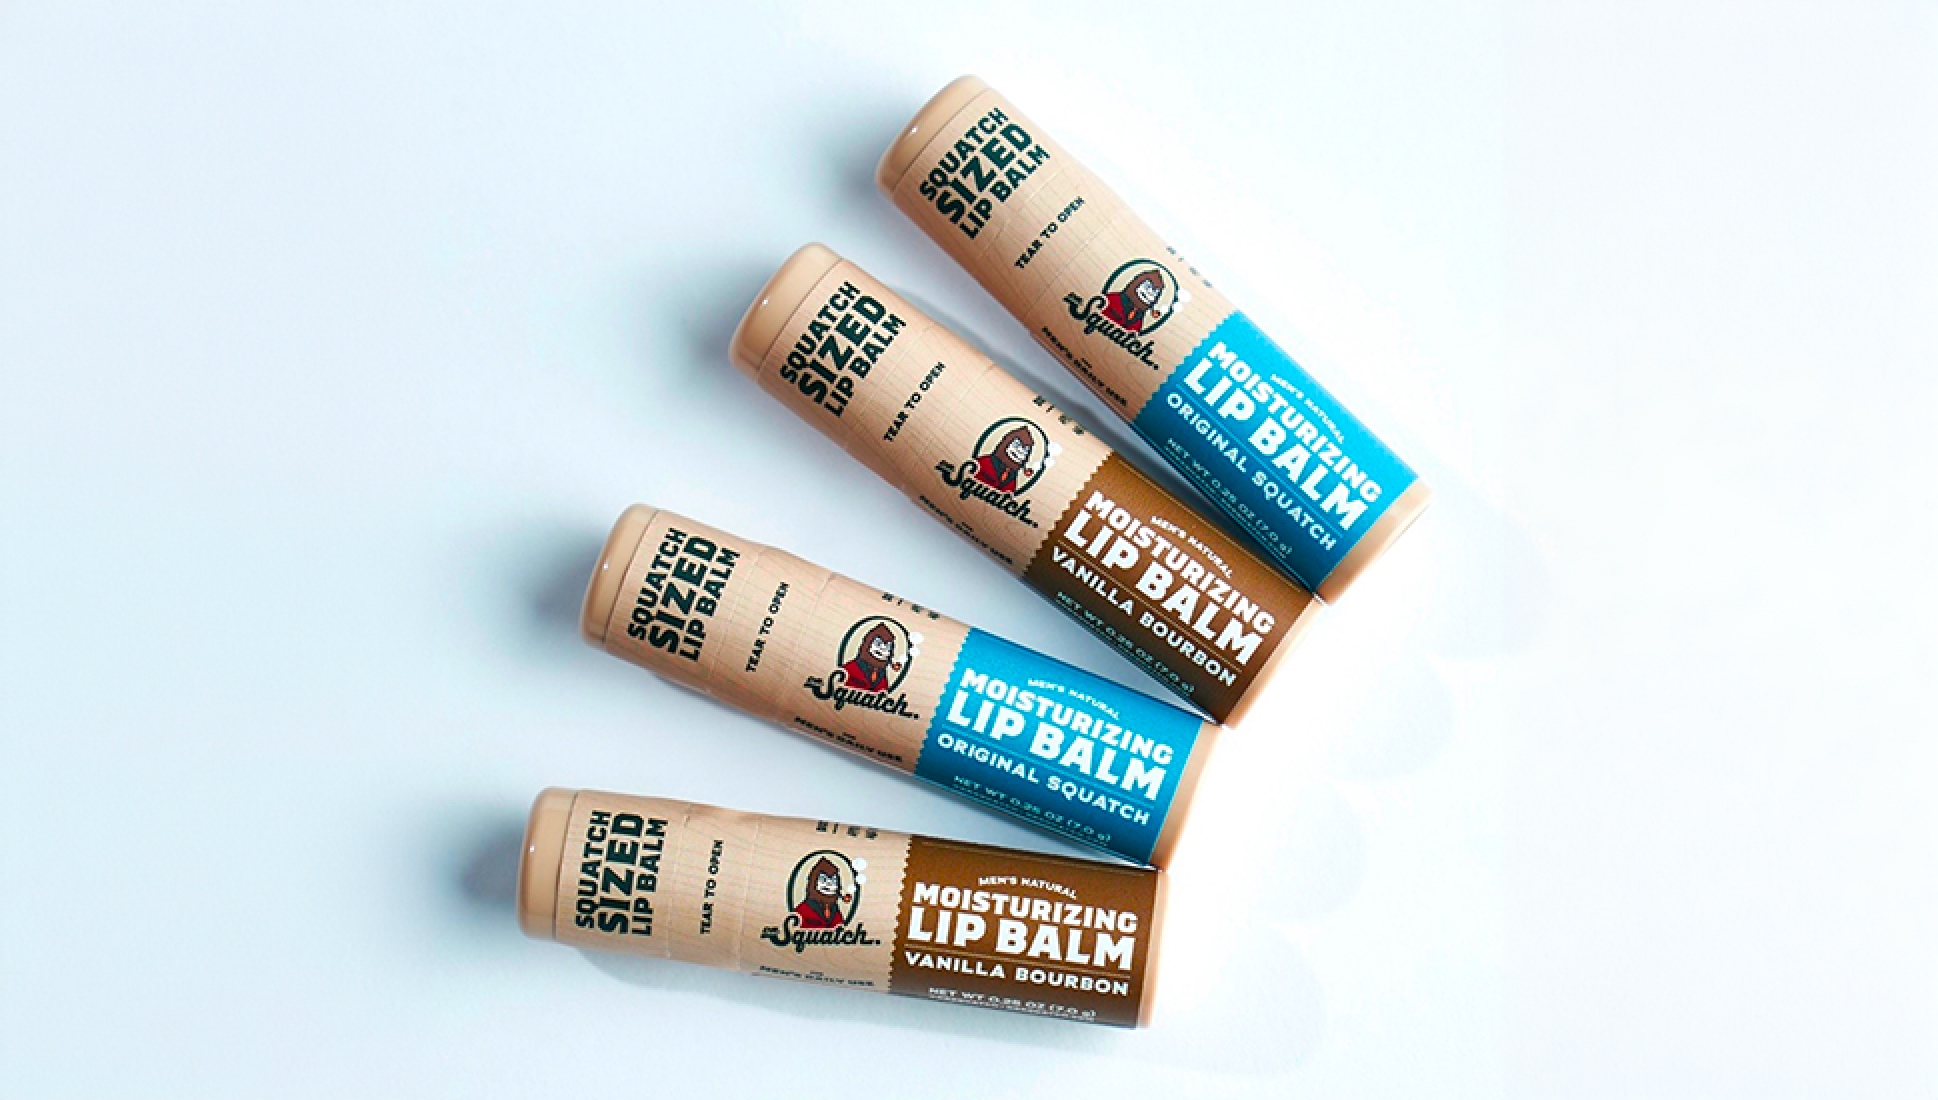 SQUATCH
SIZED
LIP BALM
TEAR TO OPEN
Squatch
MEN'S DAILY USE
MEN'S NATURAL
MOISTURIZING
LIP BALM
ORIGINAL SQUATCH
NET WT 0.25 OZ (7.0 g)
SQUATCH
SIZED
LIP BALM
TEAR TO OPEN
Squatch
MEN'S DAILY USE
MEN'S NATURAL
MOISTURIZING
LIP BALM
VANILLA BOURBON
NET WT 0.25 OZ (7.0 g)
SQUATCH
SIZED
LIP BALM
TEAR TO OPEN
Squatch
MEN'S DAILY USE
MEN'S NATURAL
MOISTURIZING
LIP BALM
ORIGINAL SQUATCH
NET WT 0.25 OZ (7.0 g)
SQUATCH
SIZED
LIP BALM
TEAR TO OPEN
Squatch
MEN'S DAILY USE
MEN'S NATURAL
MOISTURIZING
LIP BALM
VANILLA BOURBON
NET WT 0.25 OZ (7.0 g)